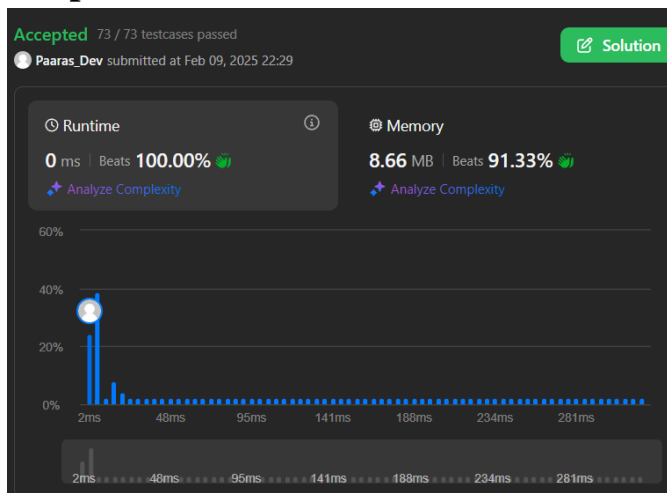 Accepted 73 / 73 testcases passed
Paaras_Dev submitted at Feb 09, 2025 22:29
Solution
Runtime
0 ms | Beats 100.00%
Analyze Complexity
Memory
8.66 MB | Beats 91.33%
Analyze Complexity
60%
40%
20%
0%
2ms 48ms 95ms 141ms 188ms 234ms 281ms
2ms 48ms 95ms 141ms 188ms 234ms 281ms